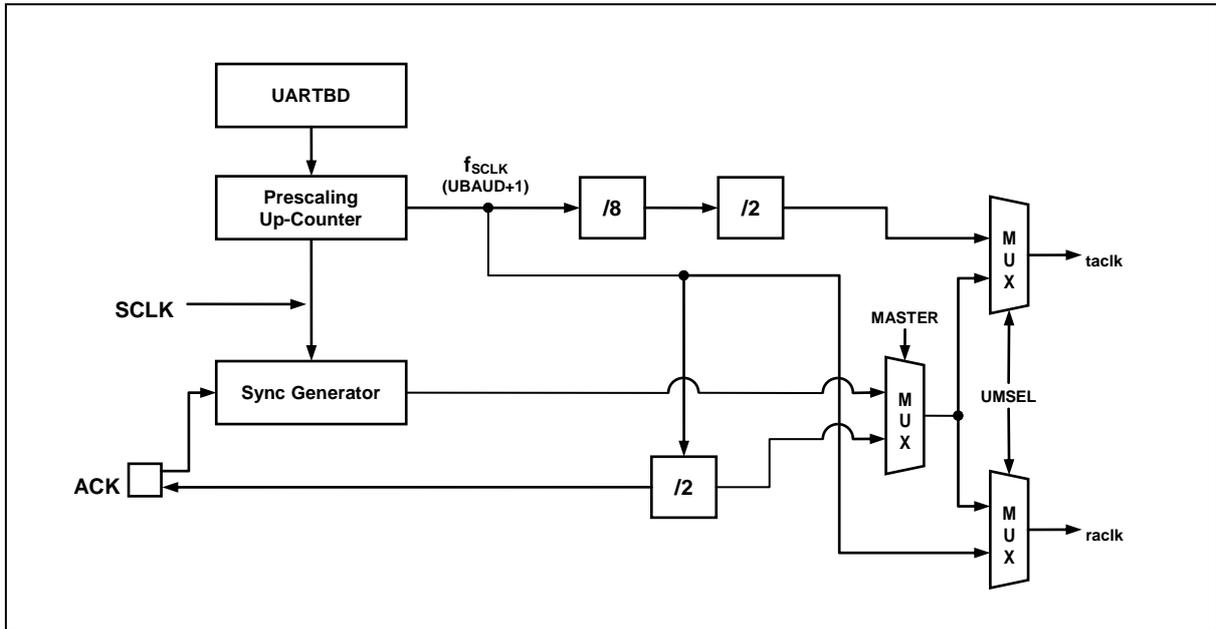 UARTBD
Prescaling
Up-Counter
fSCLK
(UBAUD+1)
/8
/2
M
U
X
taclk
SCLK
MASTER
Sync Generator
M
U
X
UMSEL
ACK
/2
M
U
X
raclk